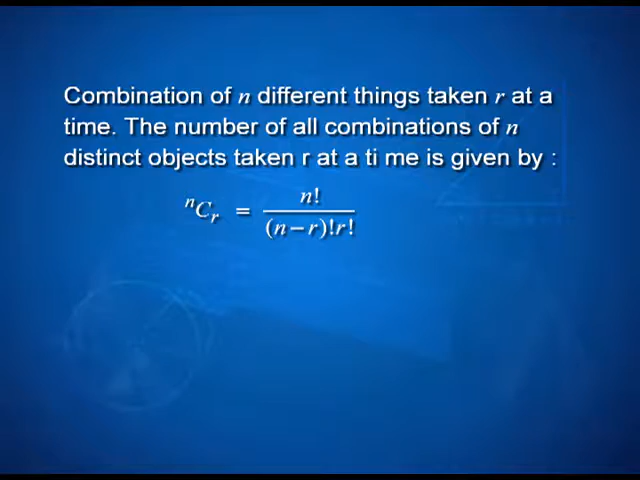 Combination of n different things taken r at a
time. The number of all combinations of n
distinct objects taken r at a ti me is given by :
ⁿCᵣ = n! / (n−r)!r!